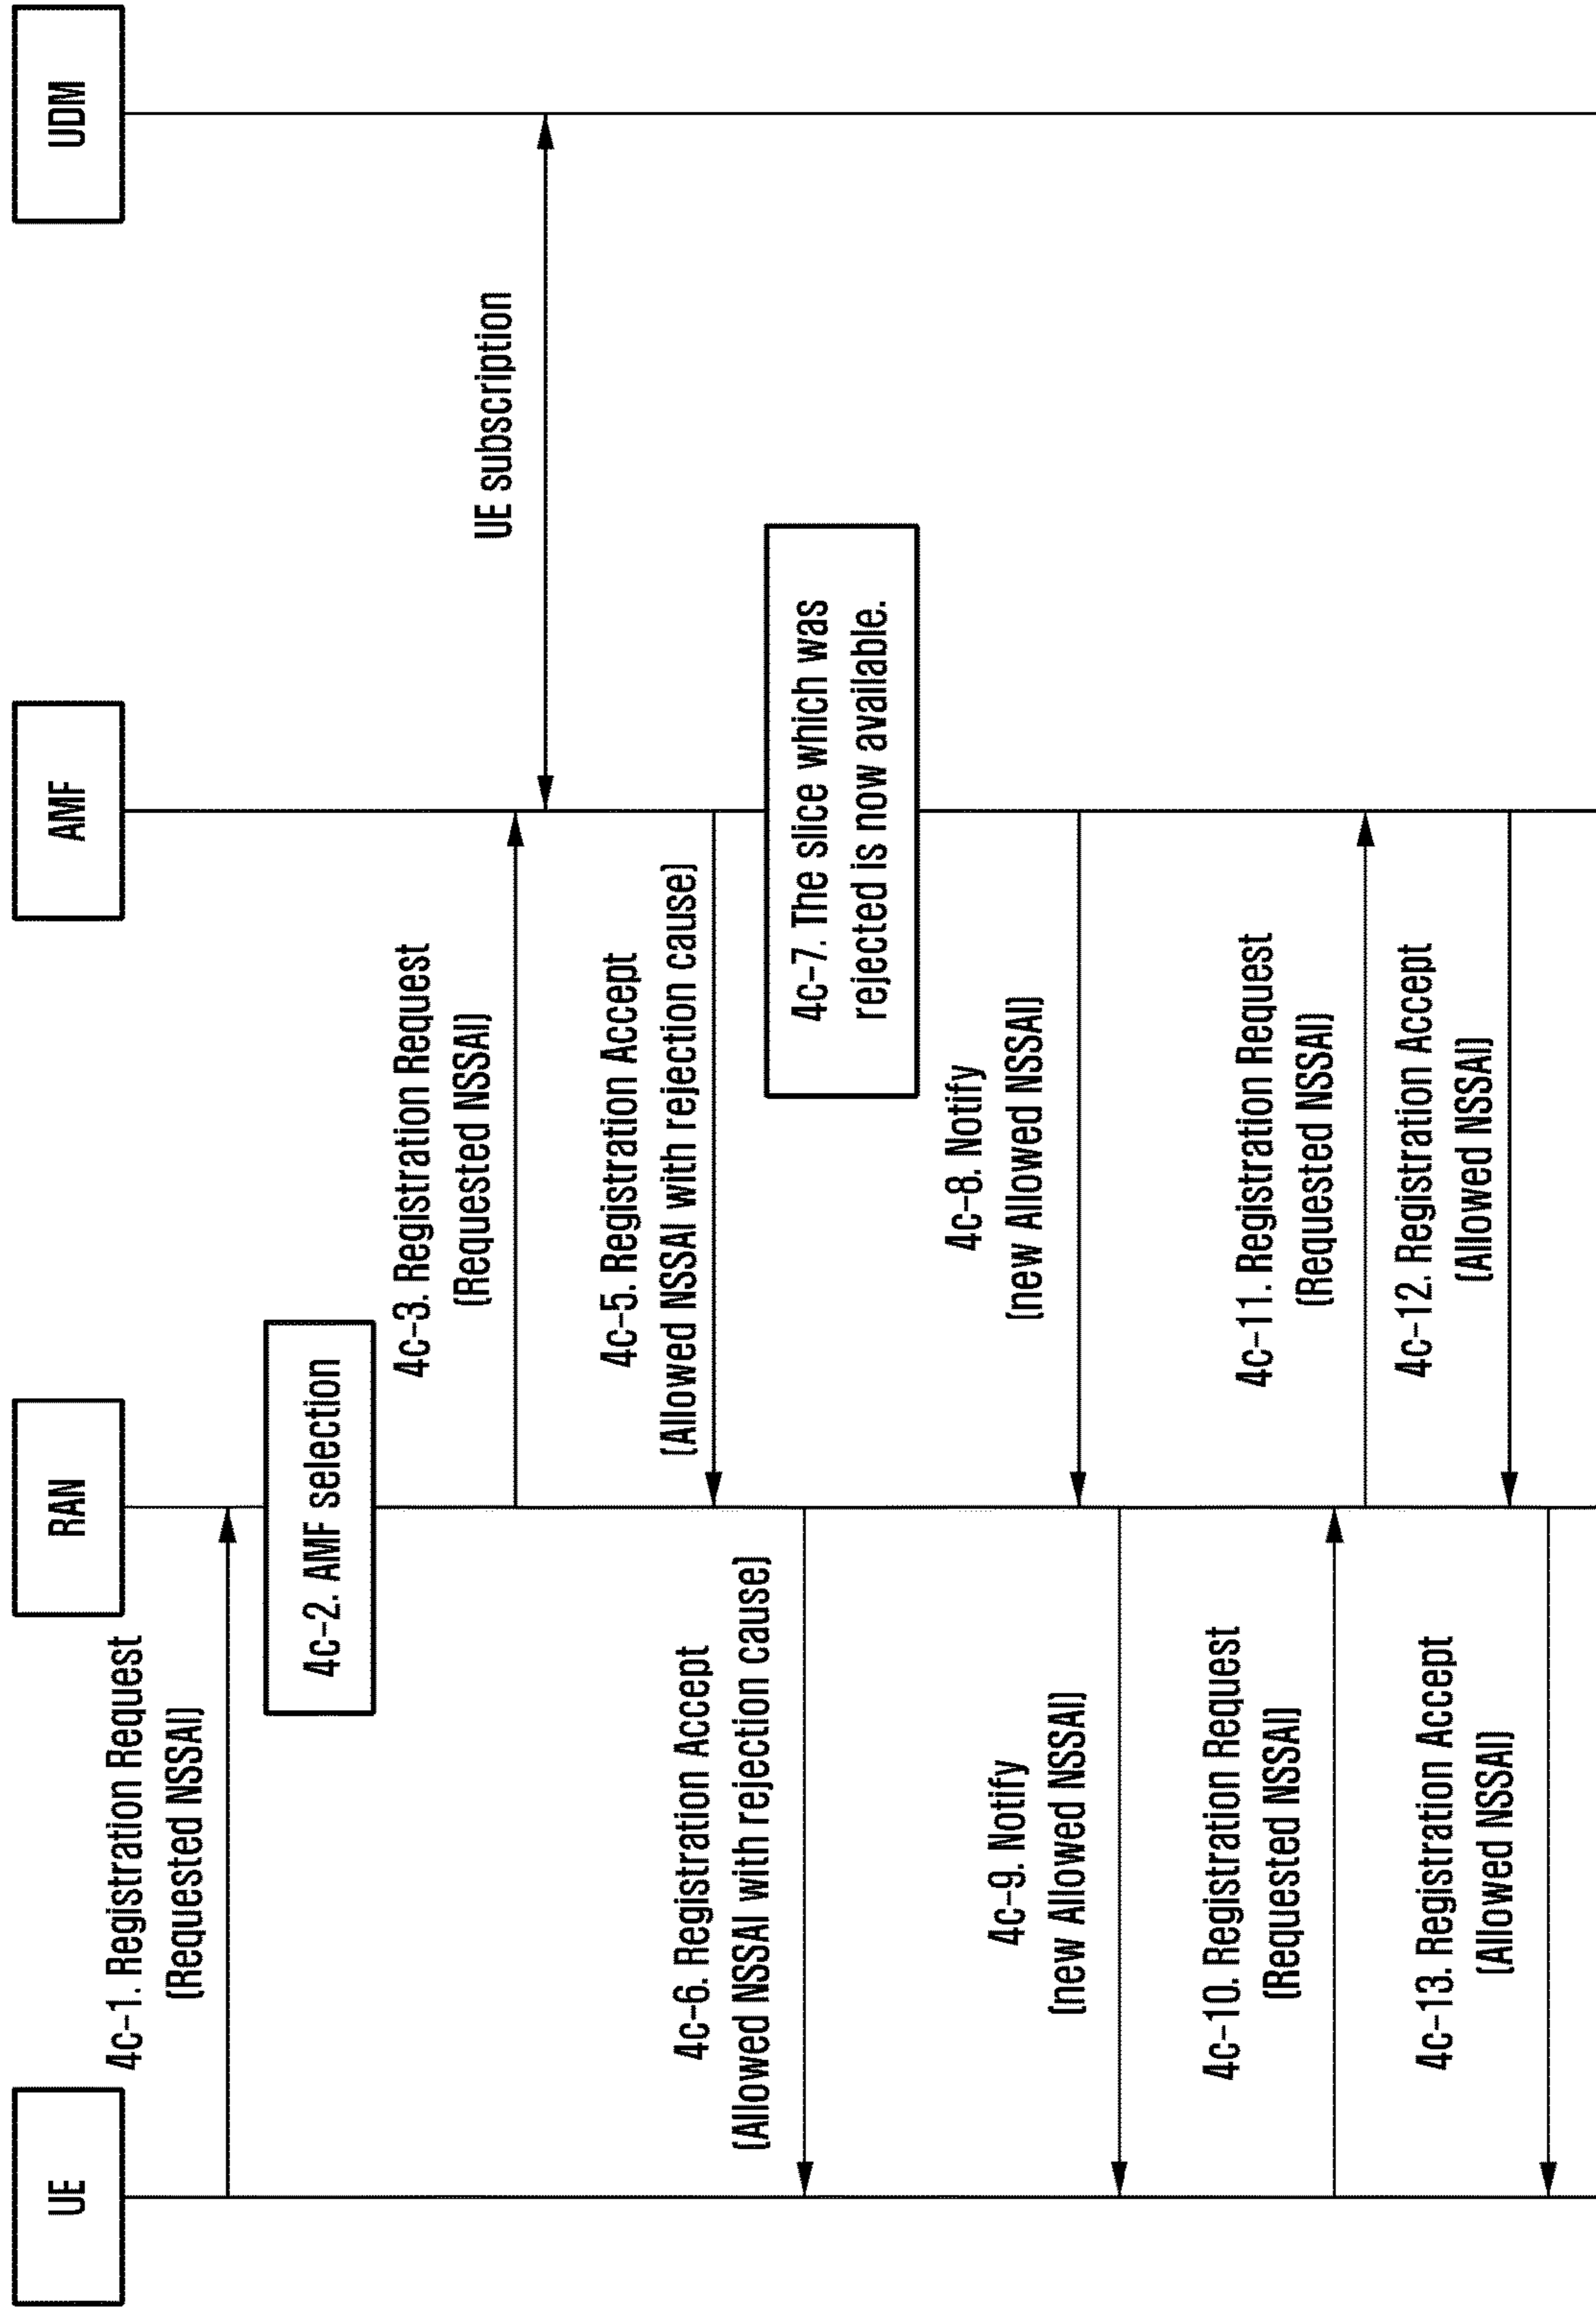 UE
RAN
AMF
UDM
4c-1. Registration Request
(Requested NSSAI)
4c-2. AMF selection
4c-3. Registration Request
(Requested NSSAI)
UE subscription
4c-5. Registration Accept
(Allowed NSSAI with rejection cause)
4c-6. Registration Accept
(Allowed NSSAI with rejection cause)
4c-7. The slice which was
rejected is now available.
4c-8. Notify
(new Allowed NSSAI)
4c-9. Notify
(new Allowed NSSAI)
4c-10. Registration Request
(Requested NSSAI)
4c-11. Registration Request
(Requested NSSAI)
4c-12. Registration Accept
(Allowed NSSAI)
4c-13. Registration Accept
(Allowed NSSAI)